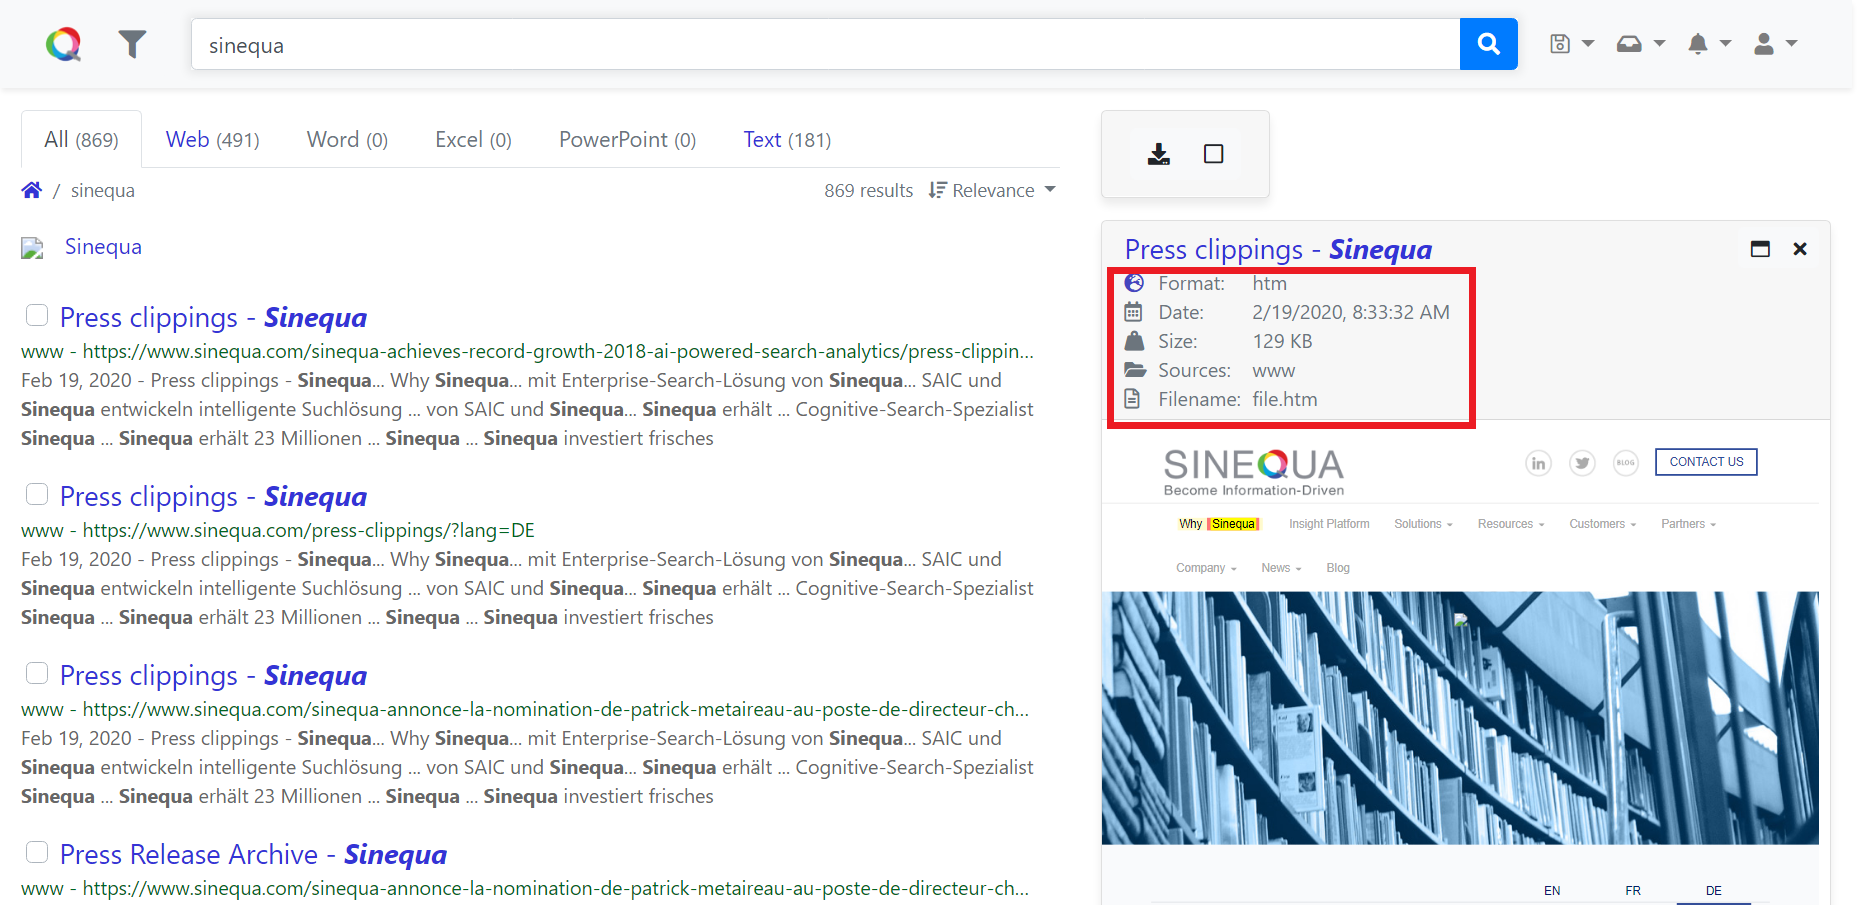 sinequa
All (869) Web (491) Word (0) Excel (0) PowerPoint (0) Text (181)
/ sinequa 869 results Relevance
Sinequa
Press clippings - Sinequa
www - https://www.sinequa.com/sinequa-achieves-record-growth-2018-ai-powered-search-analytics/press-clippin...
Feb 19, 2020 - Press clippings - Sinequa... Why Sinequa... mit Enterprise-Search-Lösung von Sinequa... SAIC und
Sinequa entwickeln intelligente Suchlösung ... von SAIC und Sinequa... Sinequa erhält ... Cognitive-Search-Spezialist
Sinequa ... Sinequa erhält 23 Millionen ... Sinequa ... Sinequa investiert frisches
Press clippings - Sinequa
www - https://www.sinequa.com/press-clippings/?lang=DE
Feb 19, 2020 - Press clippings - Sinequa... Why Sinequa... mit Enterprise-Search-Lösung von Sinequa... SAIC und
Sinequa entwickeln intelligente Suchlösung ... von SAIC und Sinequa... Sinequa erhält ... Cognitive-Search-Spezialist
Sinequa ... Sinequa erhält 23 Millionen ... Sinequa ... Sinequa investiert frisches
Press clippings - Sinequa
www - https://www.sinequa.com/sinequa-annonce-la-nomination-de-patrick-metaireau-au-poste-de-directeur-ch...
Feb 19, 2020 - Press clippings - Sinequa... Why Sinequa... mit Enterprise-Search-Lösung von Sinequa... SAIC und
Sinequa entwickeln intelligente Suchlösung ... von SAIC und Sinequa... Sinequa erhält ... Cognitive-Search-Spezialist
Sinequa ... Sinequa erhält 23 Millionen ... Sinequa ... Sinequa investiert frisches
Press Release Archive - Sinequa
www - https://www.sinequa.com/sinequa-annonce-la-nomination-de-patrick-metaireau-au-poste-de-directeur-ch...
Press clippings - Sinequa
Format: htm
Date: 2/19/2020, 8:33:32 AM
Size: 129 KB
Sources: www
Filename: file.htm
SINEQUA
Become Information-Driven
in BLOG CONTACT US
Why Sinequa Insight Platform Solutions Resources Customers Partners
Company News Blog
EN FR DE